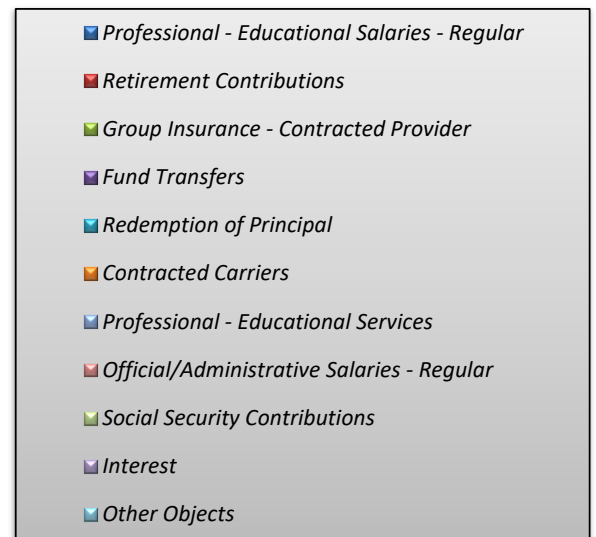 Professional - Educational Salaries - Regular
Retirement Contributions
Group Insurance - Contracted Provider
Fund Transfers
Redemption of Principal
Contracted Carriers
Professional - Educational Services
Official/Administrative Salaries - Regular
Social Security Contributions
Interest
Other Objects